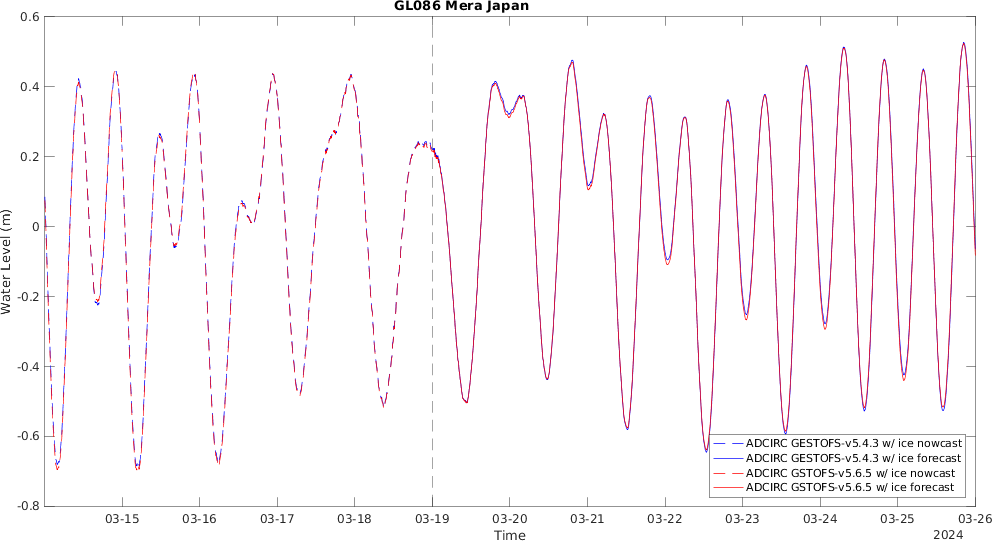 GL086 Mera Japan
Water Level (m)
0.6
0.4
0.2
0
-0.2
-0.4
-0.6
-0.8
ADCIRC GESTOFS-v5.4.3 w/ ice nowcast
ADCIRC GESTOFS-v5.4.3 w/ ice forecast
ADCIRC GSTOFS-v5.6.5 w/ ice nowcast
ADCIRC GSTOFS-v5.6.5 w/ ice forecast
03-15 03-16 03-17 03-18 03-19 03-20 03-21 03-22 03-23 03-24 03-25 03-26
Time
2024